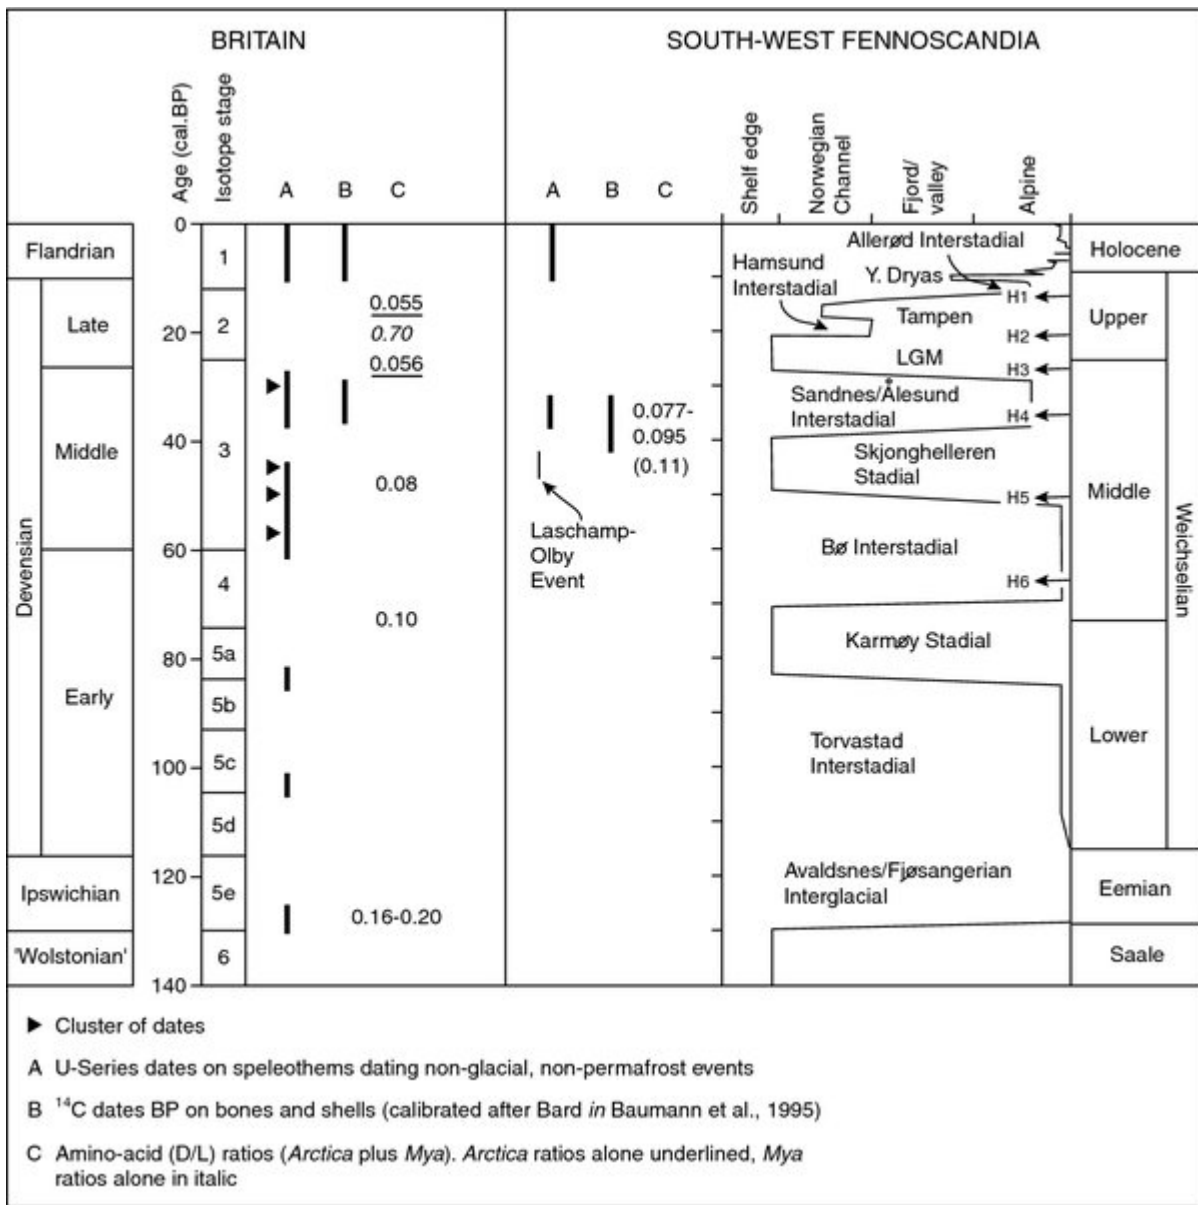 BRITAIN
SOUTH-WEST FENNOSCANDIA
Age (cal.BP)
Isotope stage
A
B
C
A
B
C
Shelf edge
Norwegian
Channel
Fjord/
valley
Alpine
0
20
40
60
80
100
120
140
Flandrian
Devensian
Late
Middle
Early
Ipswichian
'Wolstonian'
1
2
3
4
5a
5b
5c
5d
5e
6
0.055
0.70
0.056
0.08
0.10
0.16-0.20
0.077-
0.095
(0.11)
Laschamp-
Olby
Event
Allerød Interstadial
Hamsund
Interstadial
Y. Dryas
H1
Tampen
H2
LGM
H3
Sandnes/Ålesund
Interstadial
H4
Skjonghelleren
Stadial
H5
Bø Interstadial
H6
Karmøy Stadial
Torvastad
Interstadial
Avaldsnes/Fjøsangerian
Interglacial
Holocene
Upper
Middle
Lower
Weichselian
Eemian
Saale
► Cluster of dates
A U-Series dates on speleothems dating non-glacial, non-permafrost events
B ¹⁴C dates BP on bones and shells (calibrated after Bard in Baumann et al., 1995)
C Amino-acid (D/L) ratios (Arctica plus Mya). Arctica ratios alone underlined, Mya
ratios alone in italic